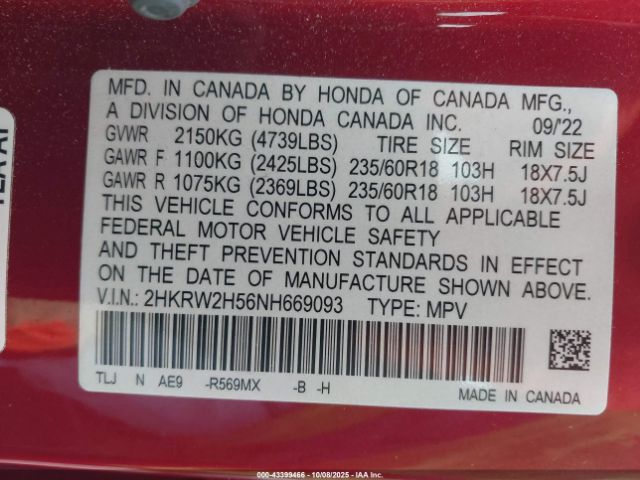 MFD. IN CANADA BY HONDA OF CANADA MFG.,
A DIVISION OF HONDA CANADA INC. 09/'22
GVWR 2150KG (4739LBS) TIRE SIZE RIM SIZE
GAWR F 1100KG (2425LBS) 235/60R18 103H 18X7.5J
GAWR R 1075KG (2369LBS) 235/60R18 103H 18X7.5J
THIS VEHICLE CONFORMS TO ALL APPLICABLE
FEDERAL MOTOR VEHICLE SAFETY
AND THEFT PREVENTION STANDARDS IN EFFECT
ON THE DATE OF MANUFACTURE SHOWN ABOVE.
V.I.N.: 2HKRW2H56NH669093 TYPE: MPV
TLJ N AE9 -R569MX -B -H
MADE IN CANADA
000-43399466 - 10/08/2025 - IAA Inc.